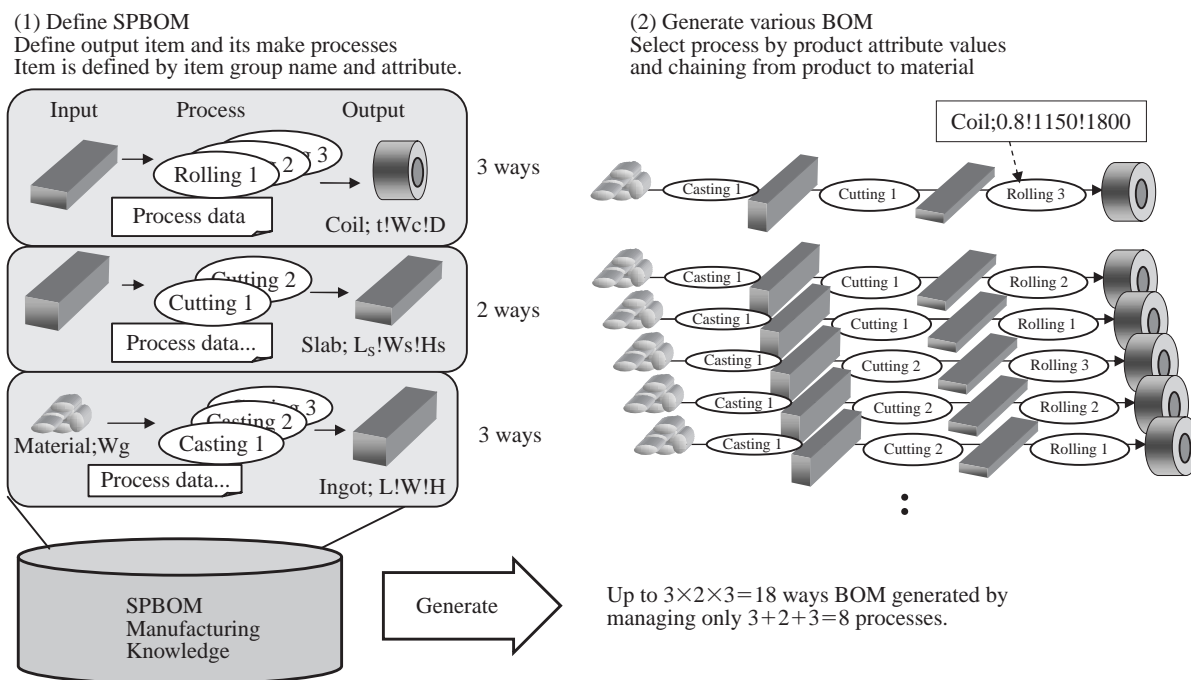 (1) Define SPBOM
Define output item and its make processes
Item is defined by item group name and attribute.
Input
Process
Output
Rolling 1
2
3
Process data
Coil; t!Wc!D
3 ways
Cutting 2
Cutting 1
Process data...
Slab; Ls!Ws!Hs
2 ways
Casting 3
Casting 2
Casting 1
Material;Wg
Process data...
Ingot; L!W!H
3 ways
SPBOM
Manufacturing
Knowledge
Generate
(2) Generate various BOM
Select process by product attribute values
and chaining from product to material
Coil;0.8!1150!1800
Casting 1
Cutting 1
Rolling 3
Casting 1
Cutting 1
Rolling 2
Casting 1
Cutting 1
Rolling 1
Casting 1
Cutting 2
Rolling 3
Casting 1
Cutting 2
Rolling 2
Casting 1
Cutting 2
Rolling 1
:
Up to 3×2×3=18 ways BOM generated by
managing only 3+2+3=8 processes.